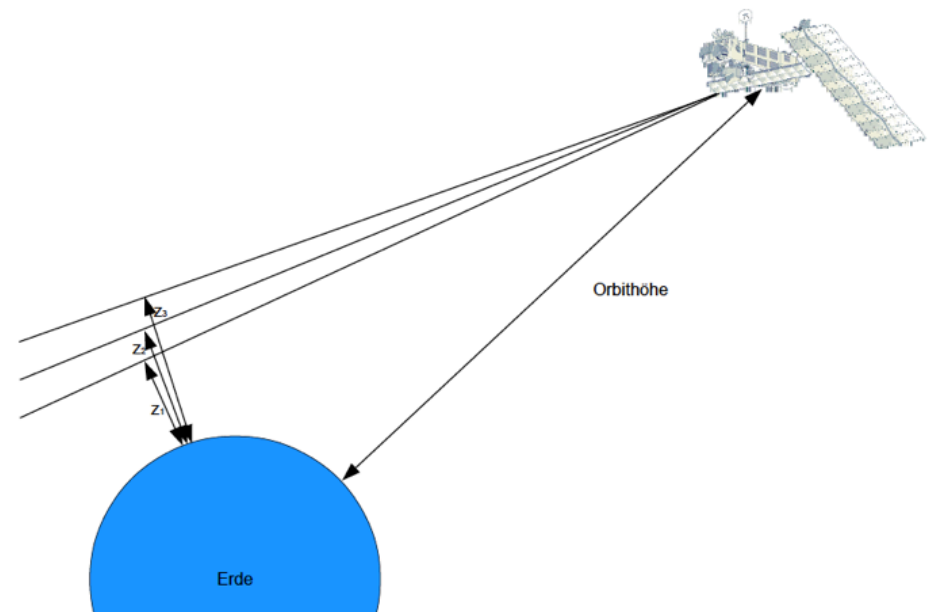 Orbithöhe
z₃
z₂
z₁
Erde